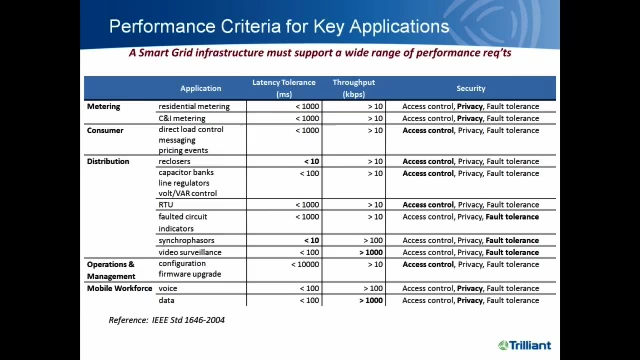 Performance Criteria for Key Applications
A Smart Grid infrastructure must support a wide range of performance req'ts
Application Latency Tolerance (ms) Throughput (kbps) Security
Metering residential metering < 1000 > 10 Access control, Privacy, Fault tolerance
C&I metering < 1000 > 10 Access control, Privacy, Fault tolerance
Consumer direct load control < 1000 > 10 Access control, Privacy, Fault tolerance
messaging
pricing events
Distribution reclosers < 10 > 10 Access control, Privacy, Fault tolerance
capacitor banks < 100 > 10 Access control, Privacy, Fault tolerance
line regulators
volt/VAR control
RTU < 1000 > 10 Access control, Privacy, Fault tolerance
faulted circuit < 1000 > 10 Access control, Privacy, Fault tolerance
indicators
synchrophasors < 10 > 100 Access control, Privacy, Fault tolerance
video surveillance < 100 > 1000 Access control, Privacy, Fault tolerance
Operations & configuration < 10000 > 10 Access control, Privacy, Fault tolerance
Management firmware upgrade
Mobile Workforce voice < 100 > 100 Access control, Privacy, Fault tolerance
data < 100 > 1000 Access control, Privacy, Fault tolerance
Reference: IEEE Std 1646-2004
Trilliant